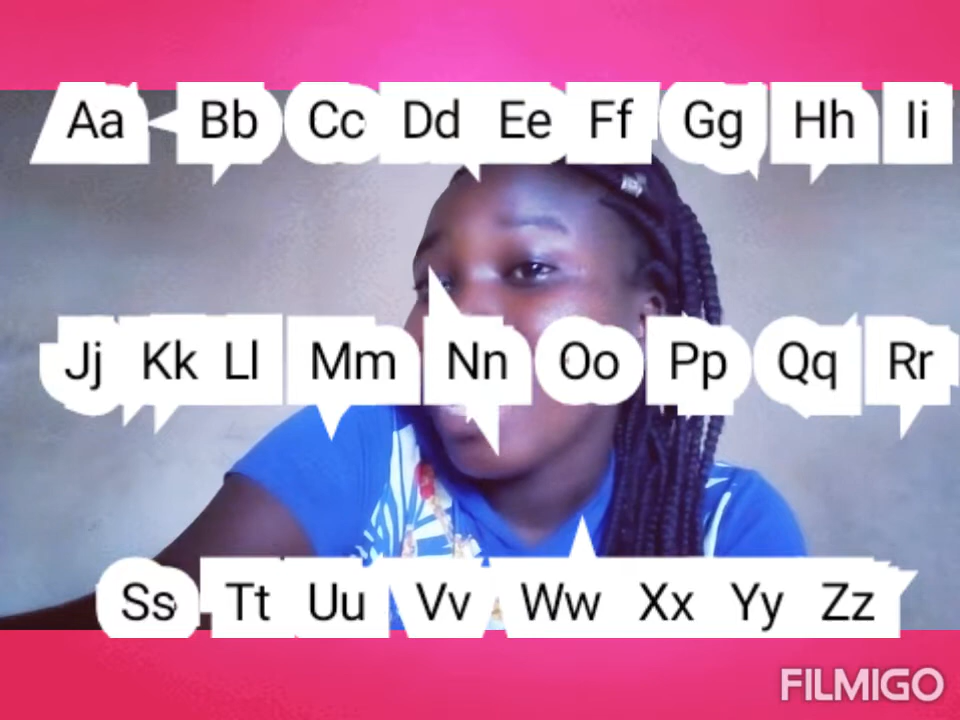 Aa Bb Cc Dd Ee Ff Gg Hh Ii
Jj Kk Ll Mm Nn Oo Pp Qq Rr
Ss Tt Uu Vv Ww Xx Yy Zz
FILMIGO